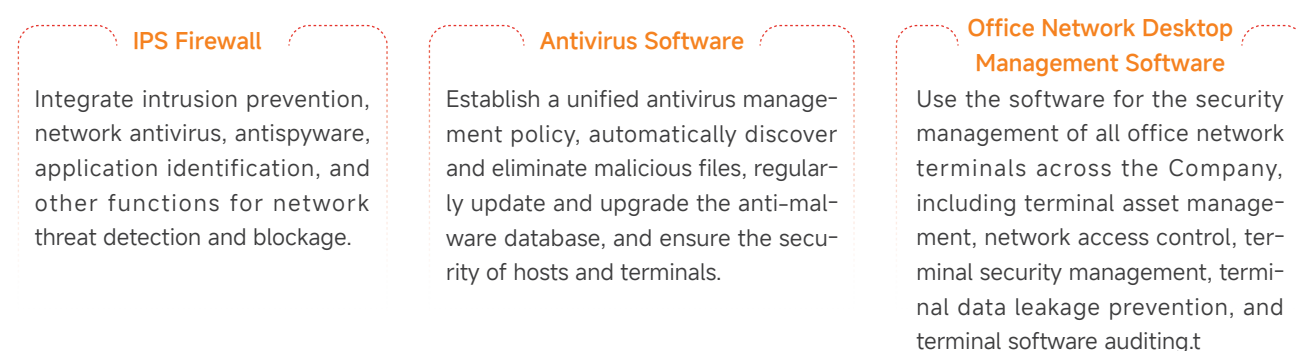 IPS Firewall
Integrate intrusion prevention,
network antivirus, antispyware,
application identification, and
other functions for network
threat detection and blockage.
Antivirus Software
Establish a unified antivirus manage-
ment policy, automatically discover
and eliminate malicious files, regular-
ly update and upgrade the anti-mal-
ware database, and ensure the secu-
rity of hosts and terminals.
Office Network Desktop
Management Software
Use the software for the security
management of all office network
terminals across the Company,
including terminal asset manage-
ment, network access control, ter-
minal security management, termi-
nal data leakage prevention, and
terminal software auditing.t